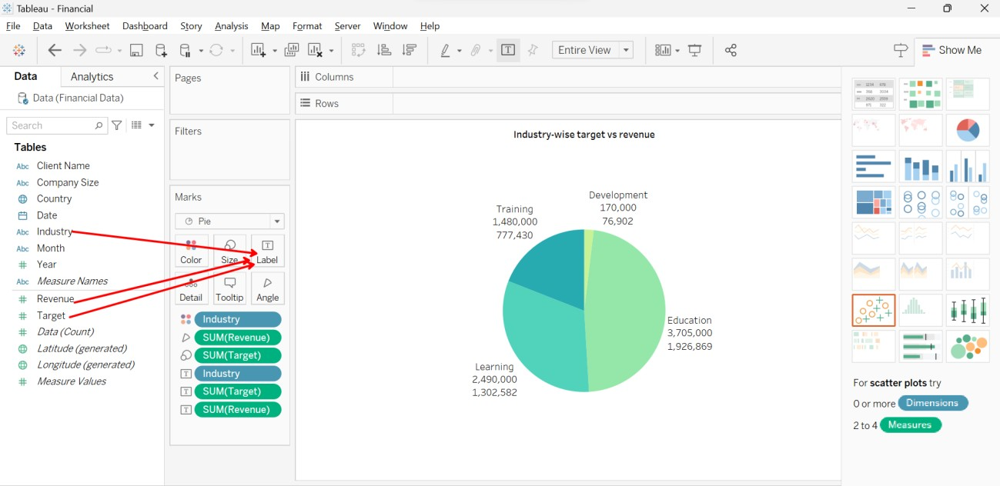 Tableau - Financial
File Data Worksheet Dashboard Story Analysis Map Format Server Window Help
Entire View
Show Me
Data Analytics
Data (Financial Data)
Search
Tables
Abc Client Name
Abc Company Size
Country
Date
Abc Industry
Abc Month
Year
Abc Measure Names
Revenue
Target
Data (Count)
Latitude (generated)
Longitude (generated)
Measure Values
Pages
Filters
Marks
Pie
Color Size Label
Detail Tooltip Angle
Industry
SUM(Revenue)
SUM(Target)
Industry
SUM(Target)
SUM(Revenue)
Columns
Rows
Industry-wise target vs revenue
Development
170,000
76,902
Training
1,480,000
777,430
Education
3,705,000
1,926,869
Learning
2,490,000
1,302,582
For scatter plots try
0 or more Dimensions
2 to 4 Measures